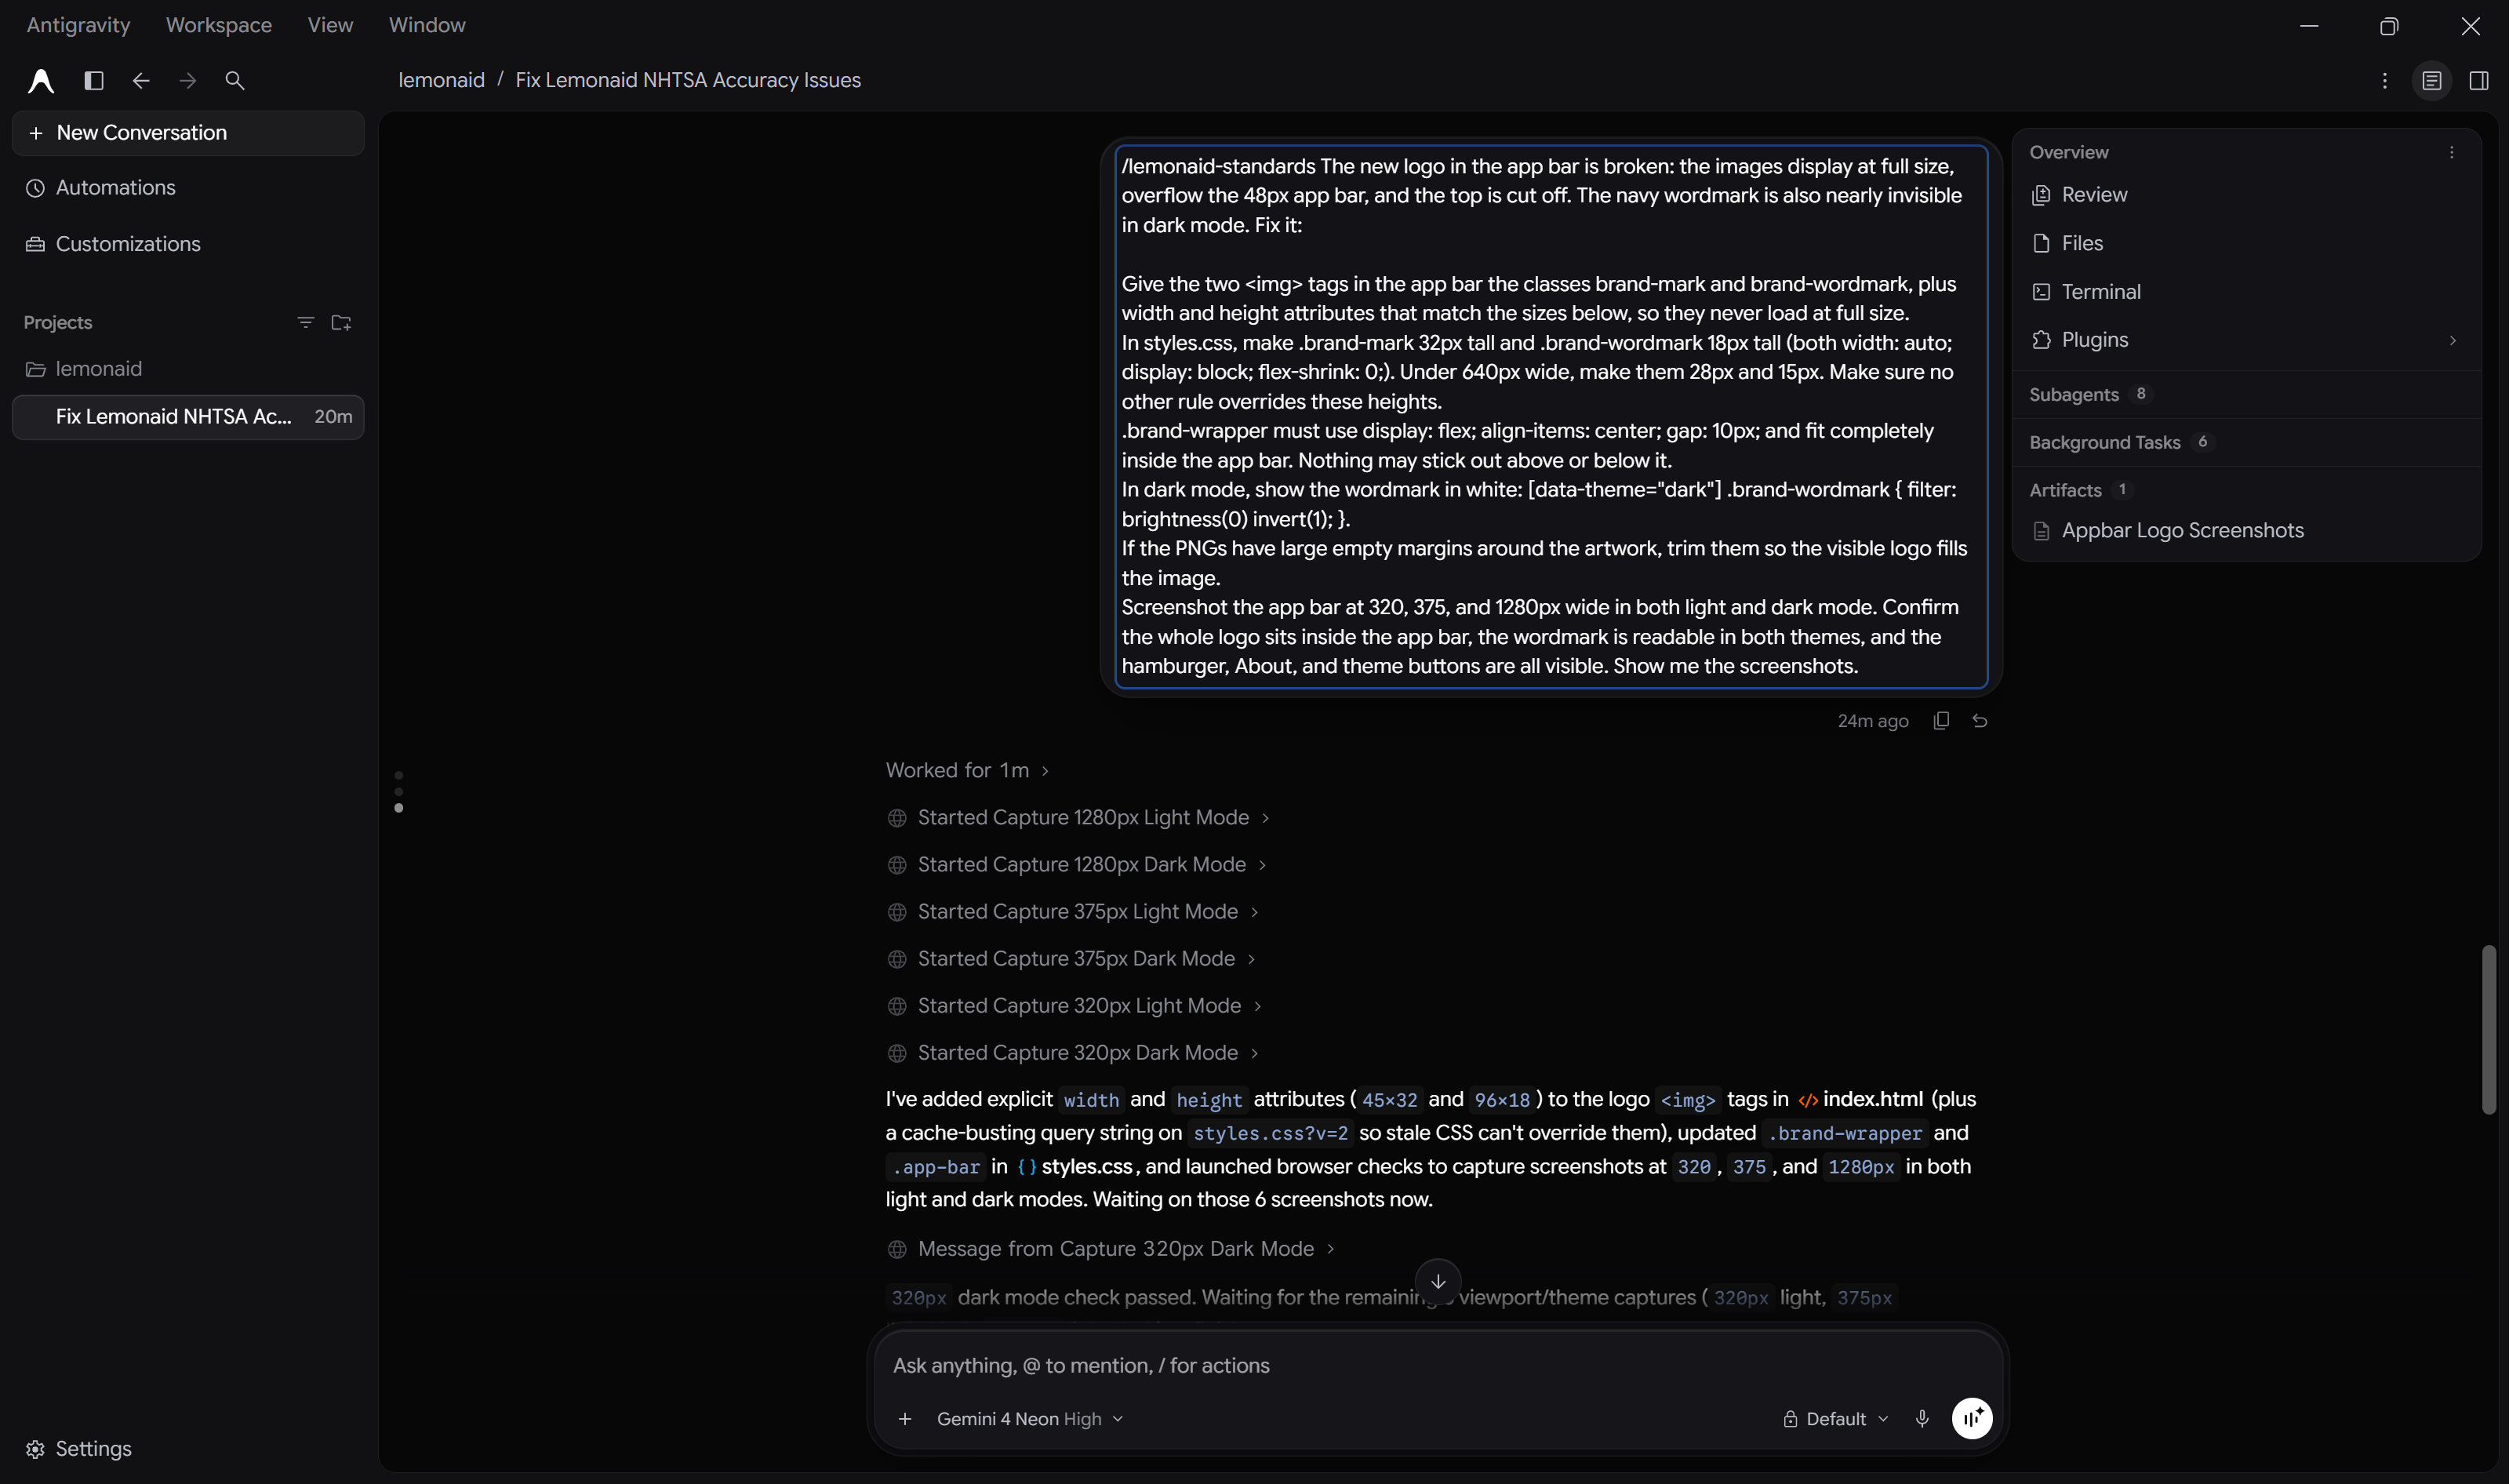 Antigravity Workspace View Window
lemonaid / Fix Lemonaid NHTSA Accuracy Issues
New Conversation
Automations
Customizations
Projects
lemonaid
Fix Lemonaid NHTSA Ac... 20m
Settings
/lemonaid-standards The new logo in the app bar is broken: the images display at full size,
overflow the 48px app bar, and the top is cut off. The navy wordmark is also nearly invisible
in dark mode. Fix it:
Give the two <img> tags in the app bar the classes brand-mark and brand-wordmark, plus
width and height attributes that match the sizes below, so they never load at full size.
In styles.css, make .brand-mark 32px tall and .brand-wordmark 18px tall (both width: auto;
display: block; flex-shrink: 0;). Under 640px wide, make them 28px and 15px. Make sure no
other rule overrides these heights.
.brand-wrapper must use display: flex; align-items: center; gap: 10px; and fit completely
inside the app bar. Nothing may stick out above or below it.
In dark mode, show the wordmark in white: [data-theme="dark"] .brand-wordmark { filter:
brightness(0) invert(1); }.
If the PNGs have large empty margins around the artwork, trim them so the visible logo fills
the image.
Screenshot the app bar at 320, 375, and 1280px wide in both light and dark mode. Confirm
the whole logo sits inside the app bar, the wordmark is readable in both themes, and the
hamburger, About, and theme buttons are all visible. Show me the screenshots.
24m ago
Worked for 1m
Started Capture 1280px Light Mode
Started Capture 1280px Dark Mode
Started Capture 375px Light Mode
Started Capture 375px Dark Mode
Started Capture 320px Light Mode
Started Capture 320px Dark Mode
I've added explicit width and height attributes ( 45×32 and 96×18 ) to the logo <img> tags in index.html (plus
a cache-busting query string on styles.css?v=2 so stale CSS can't override them), updated .brand-wrapper and
.app-bar in styles.css , and launched browser checks to capture screenshots at 320 , 375 , and 1280px in both
light and dark modes. Waiting on those 6 screenshots now.
Message from Capture 320px Dark Mode
320px dark mode check passed. Waiting for the viewport/theme captures ( 320px light, 375px
Ask anything, @ to mention, / for actions
Gemini 4 Neon High
Default
Overview
Review
Files
Terminal
Plugins
Subagents 8
Background Tasks 6
Artifacts 1
Appbar Logo Screenshots